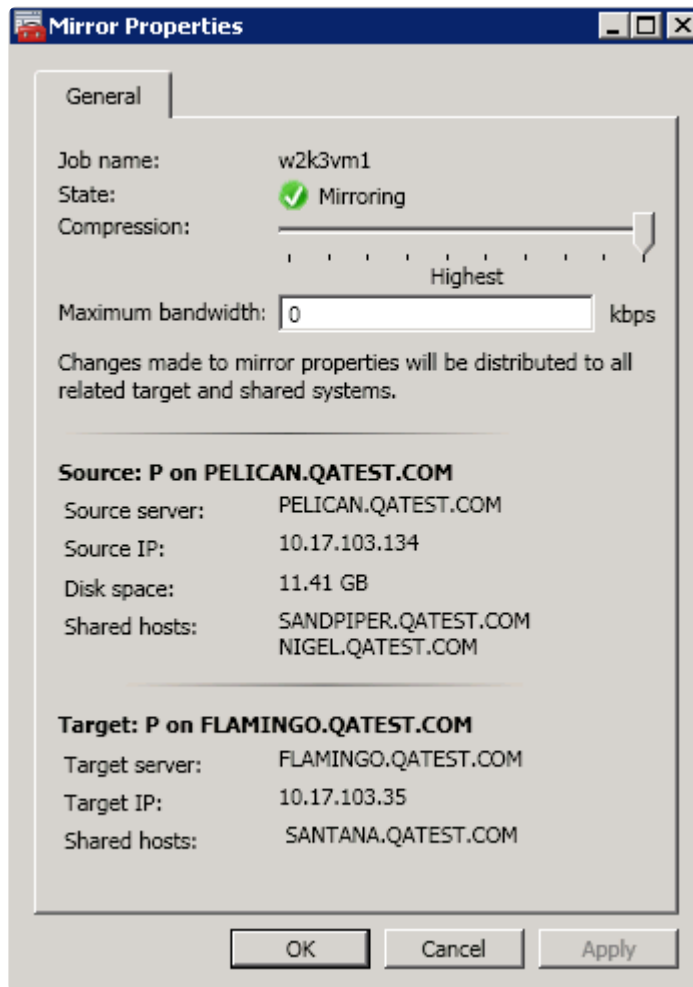 Mirror Properties
General
Job name: w2k3vm1
State: Mirroring
Compression:
Highest
Maximum bandwidth: 0 kbps
Changes made to mirror properties will be distributed to all
related target and shared systems.
Source: P on PELICAN.QATEST.COM
Source server: PELICAN.QATEST.COM
Source IP: 10.17.103.134
Disk space: 11.41 GB
Shared hosts: SANDPIPER.QATEST.COM
NIGEL.QATEST.COM
Target: P on FLAMINGO.QATEST.COM
Target server: FLAMINGO.QATEST.COM
Target IP: 10.17.103.35
Shared hosts: SANTANA.QATEST.COM
OK Cancel Apply